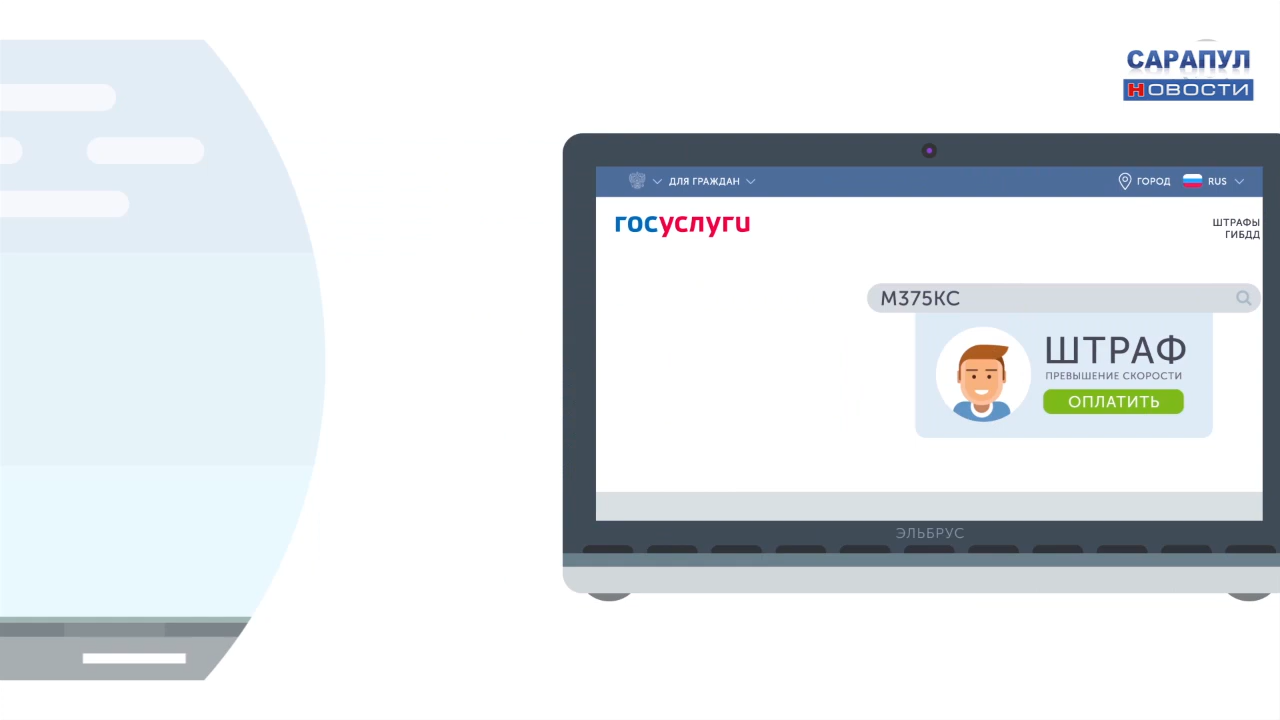 САРАПУЛ
НОВОСТИ
ДЛЯ ГРАЖДАН
ГОРОД
RUS
госуслуги
ШТРАФЫ
ГИБДД
М375КС
ШТРАФ
ПРЕВЫШЕНИЕ СКОРОСТИ
ОПЛАТИТЬ
ЭЛЬБРУС